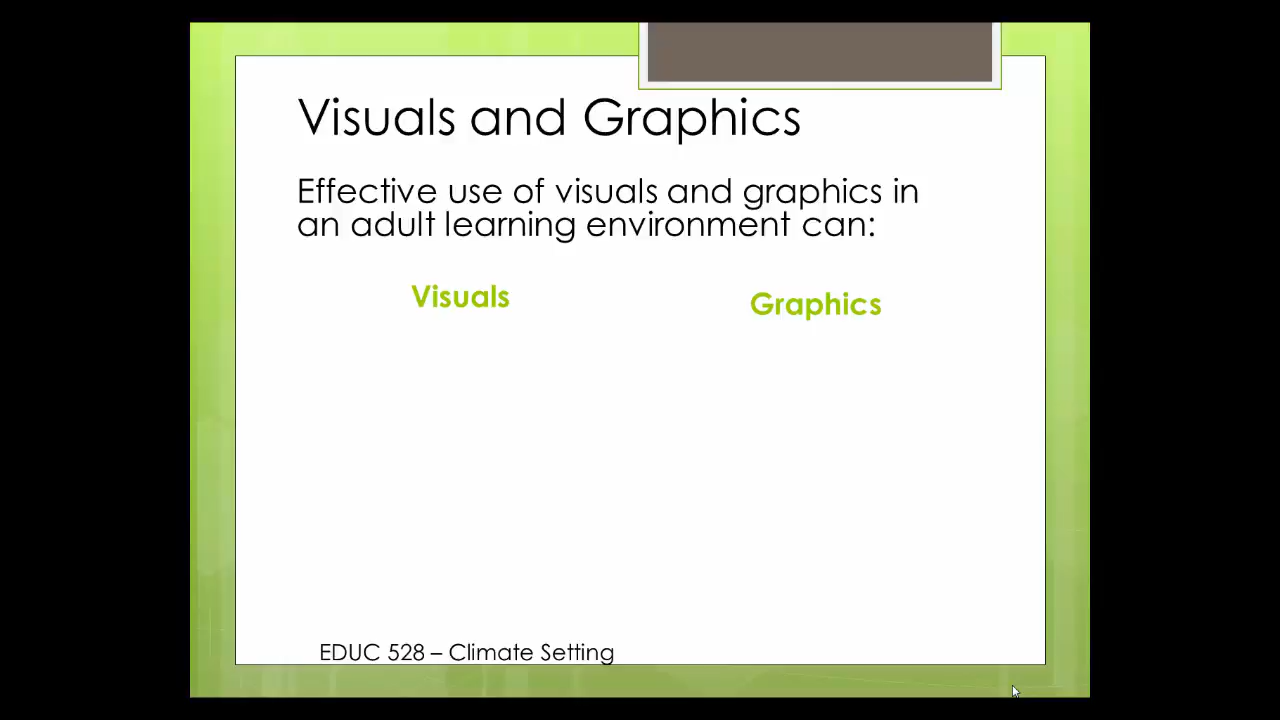 Visuals and Graphics
Effective use of visuals and graphics in
an adult learning environment can:
Visuals
Graphics
EDUC 528 – Climate Setting